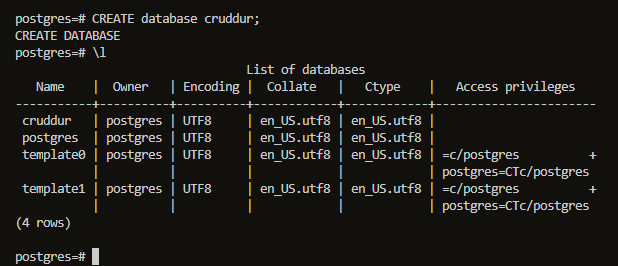 postgres=# CREATE database cruddur;
CREATE DATABASE
postgres=# \l
                                  List of databases
   Name    |  Owner   | Encoding |  Collate   |   Ctype    |   Access privileges
-----------+----------+----------+------------+------------+-----------------------
 cruddur   | postgres | UTF8     | en_US.utf8 | en_US.utf8 |
 postgres  | postgres | UTF8     | en_US.utf8 | en_US.utf8 |
 template0 | postgres | UTF8     | en_US.utf8 | en_US.utf8 | =c/postgres          +
           |          |          |            |            | postgres=CTc/postgres
 template1 | postgres | UTF8     | en_US.utf8 | en_US.utf8 | =c/postgres          +
           |          |          |            |            | postgres=CTc/postgres
(4 rows)
postgres=#